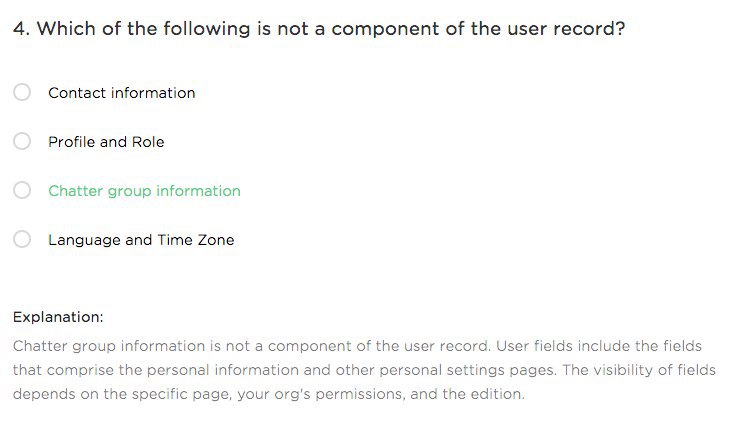 4. Which of the following is not a component of the user record?
Contact information
Profile and Role
Chatter group information
Language and Time Zone
Explanation:
Chatter group information is not a component of the user record. User fields include the fields
that comprise the personal information and other personal settings pages. The visibility of fields
depends on the specific page, your org's permissions, and the edition.